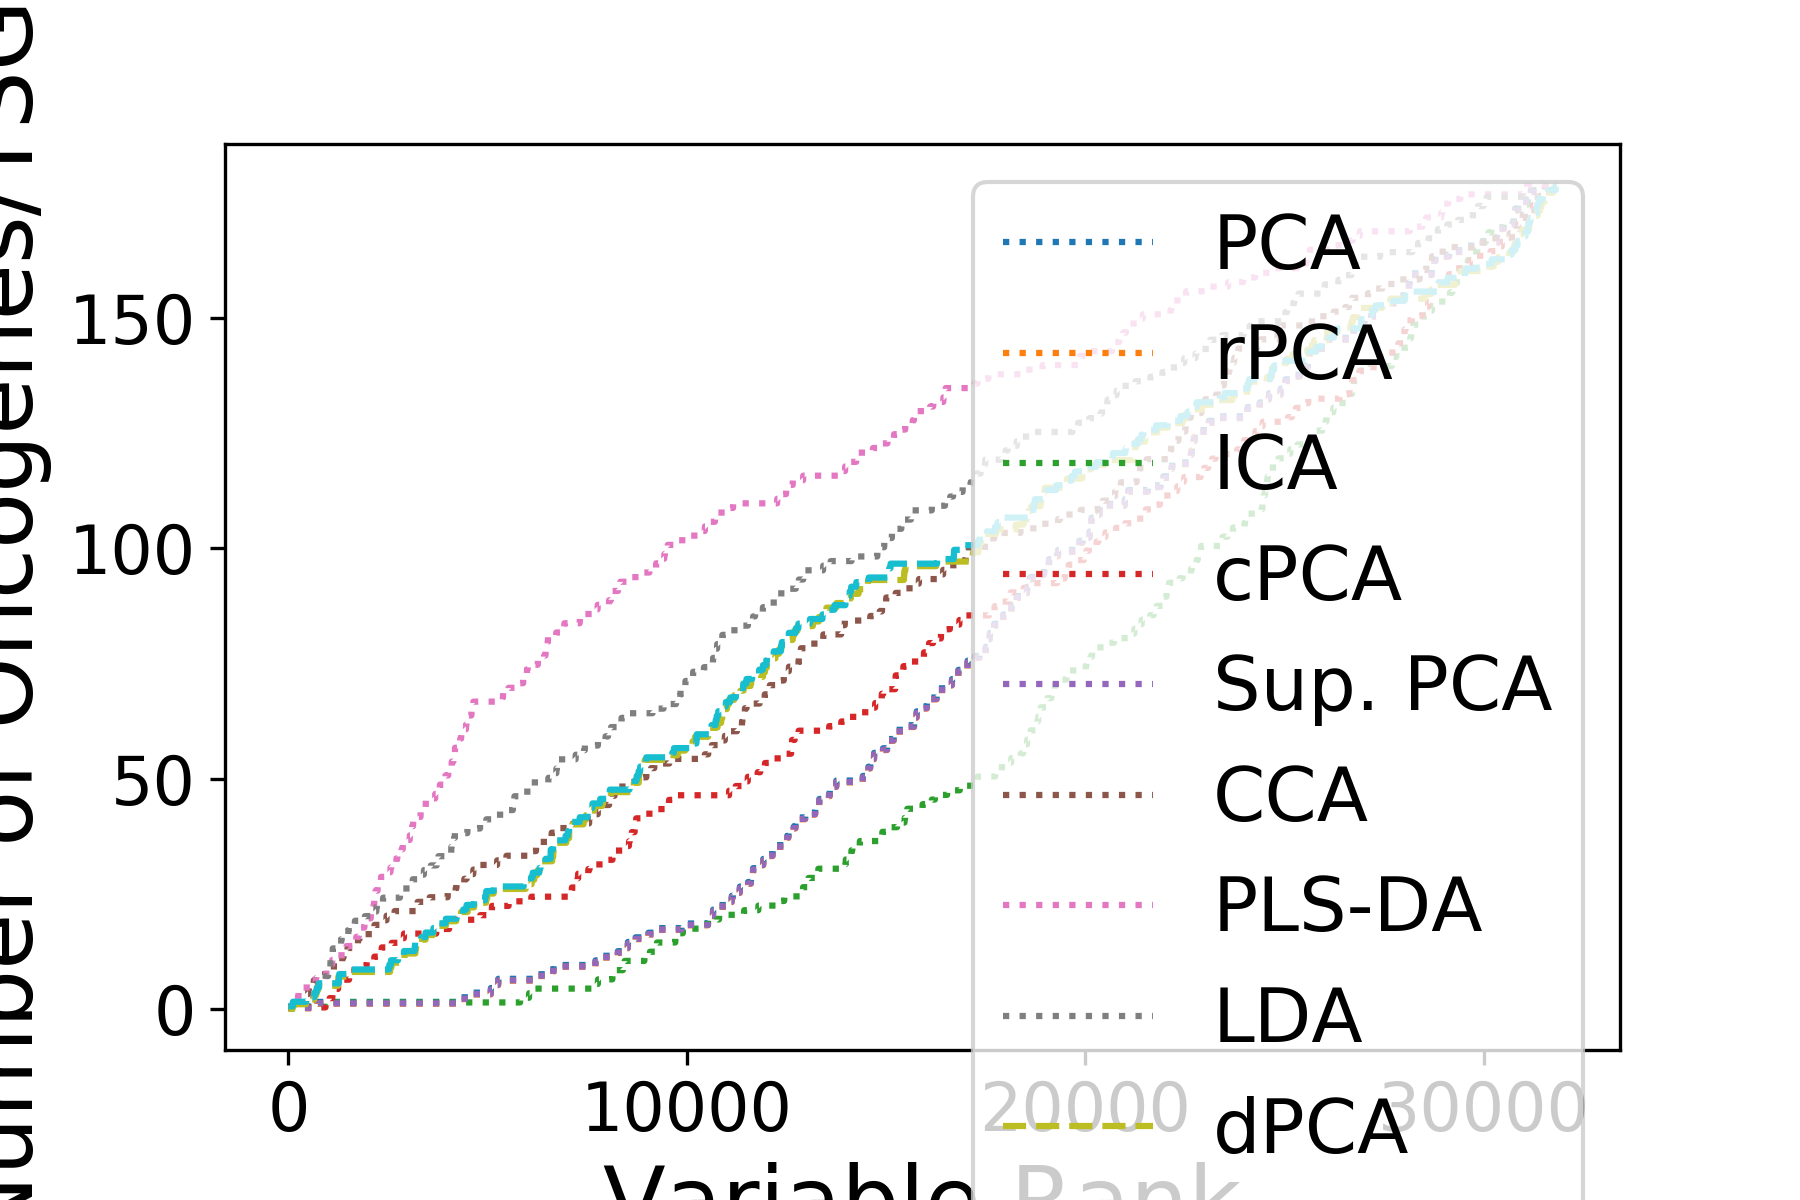 Number of Oncogenes/TSG
150
100
50
0
0 10000 20000 30000
Variable Rank
PCA
rPCA
ICA
cPCA
Sup. PCA
CCA
PLS-DA
LDA
dPCA